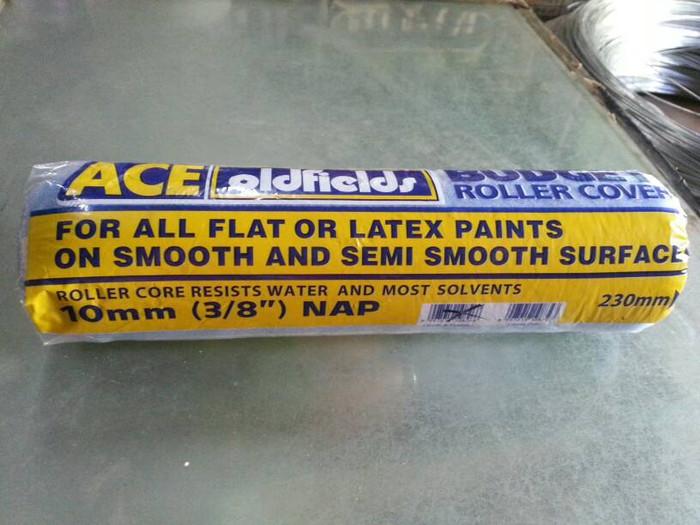 ACE oldfields BUDGET
ROLLER COVER
FOR ALL FLAT OR LATEX PAINTS
ON SMOOTH AND SEMI SMOOTH SURFACE
ROLLER CORE RESISTS WATER AND MOST SOLVENTS
10mm (3/8") NAP
230mm